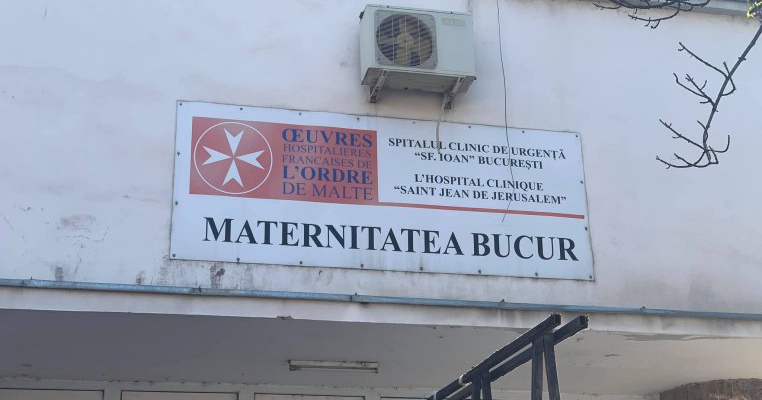 ŒUVRES
HOSPITALIÈRES
FRANÇAISES DE
L'ORDRE
DE MALTE
SPITALUL CLINIC DE URGENȚĂ
"SF. IOAN" BUCUREȘTI
L'HOSPITAL CLINIQUE
"SAINT JEAN DE JERUSALEM"
MATERNITATEA BUCUR